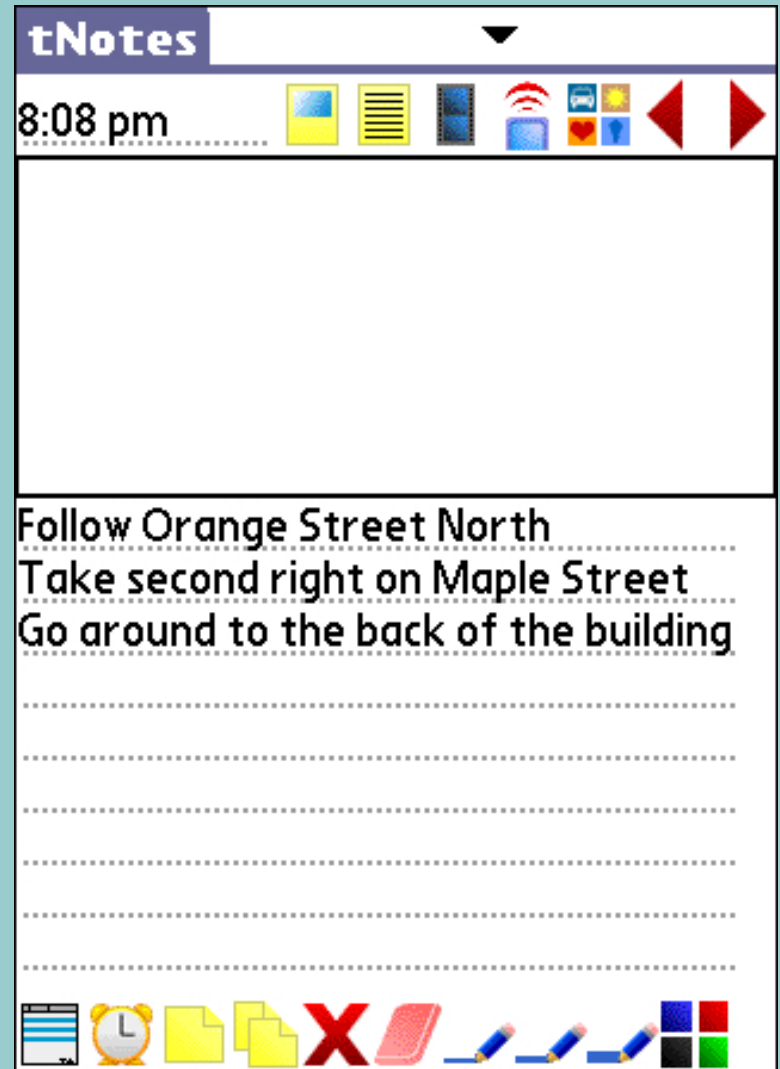 tNotes
8:08 pm
Follow Orange Street North
Take second right on Maple Street
Go around to the back of the building